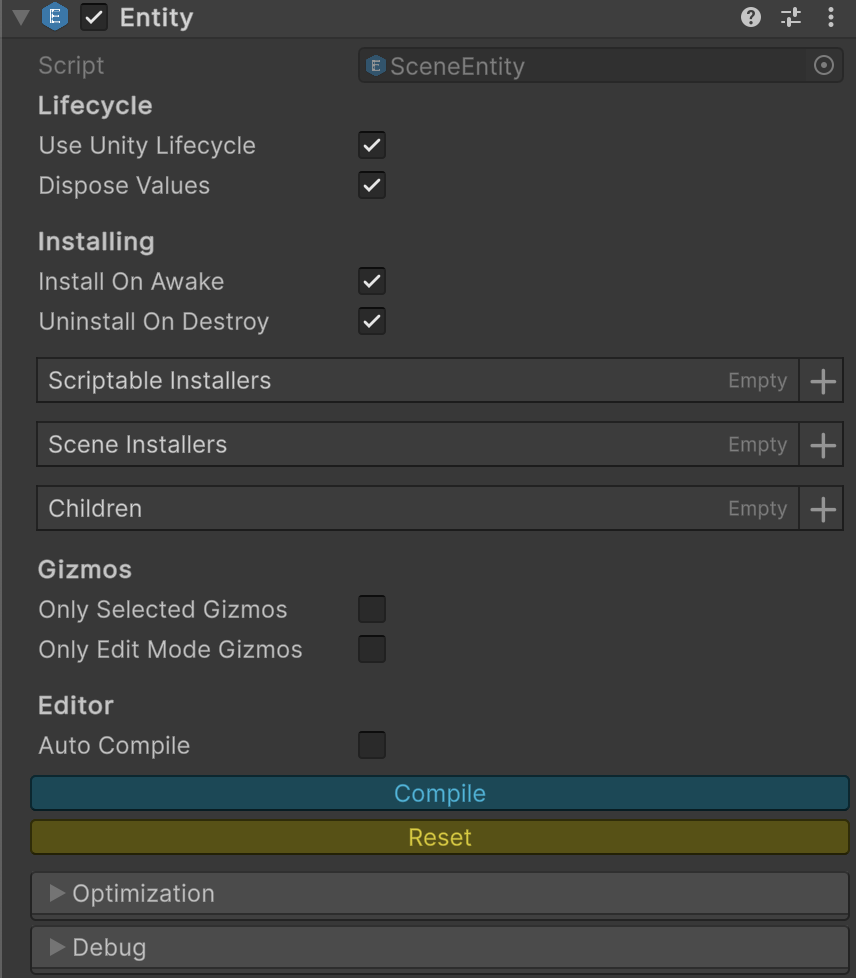 Entity
Script
SceneEntity
Lifecycle
Use Unity Lifecycle
Dispose Values
Installing
Install On Awake
Uninstall On Destroy
Scriptable Installers Empty
Scene Installers Empty
Children Empty
Gizmos
Only Selected Gizmos
Only Edit Mode Gizmos
Editor
Auto Compile
Compile
Reset
Optimization
Debug